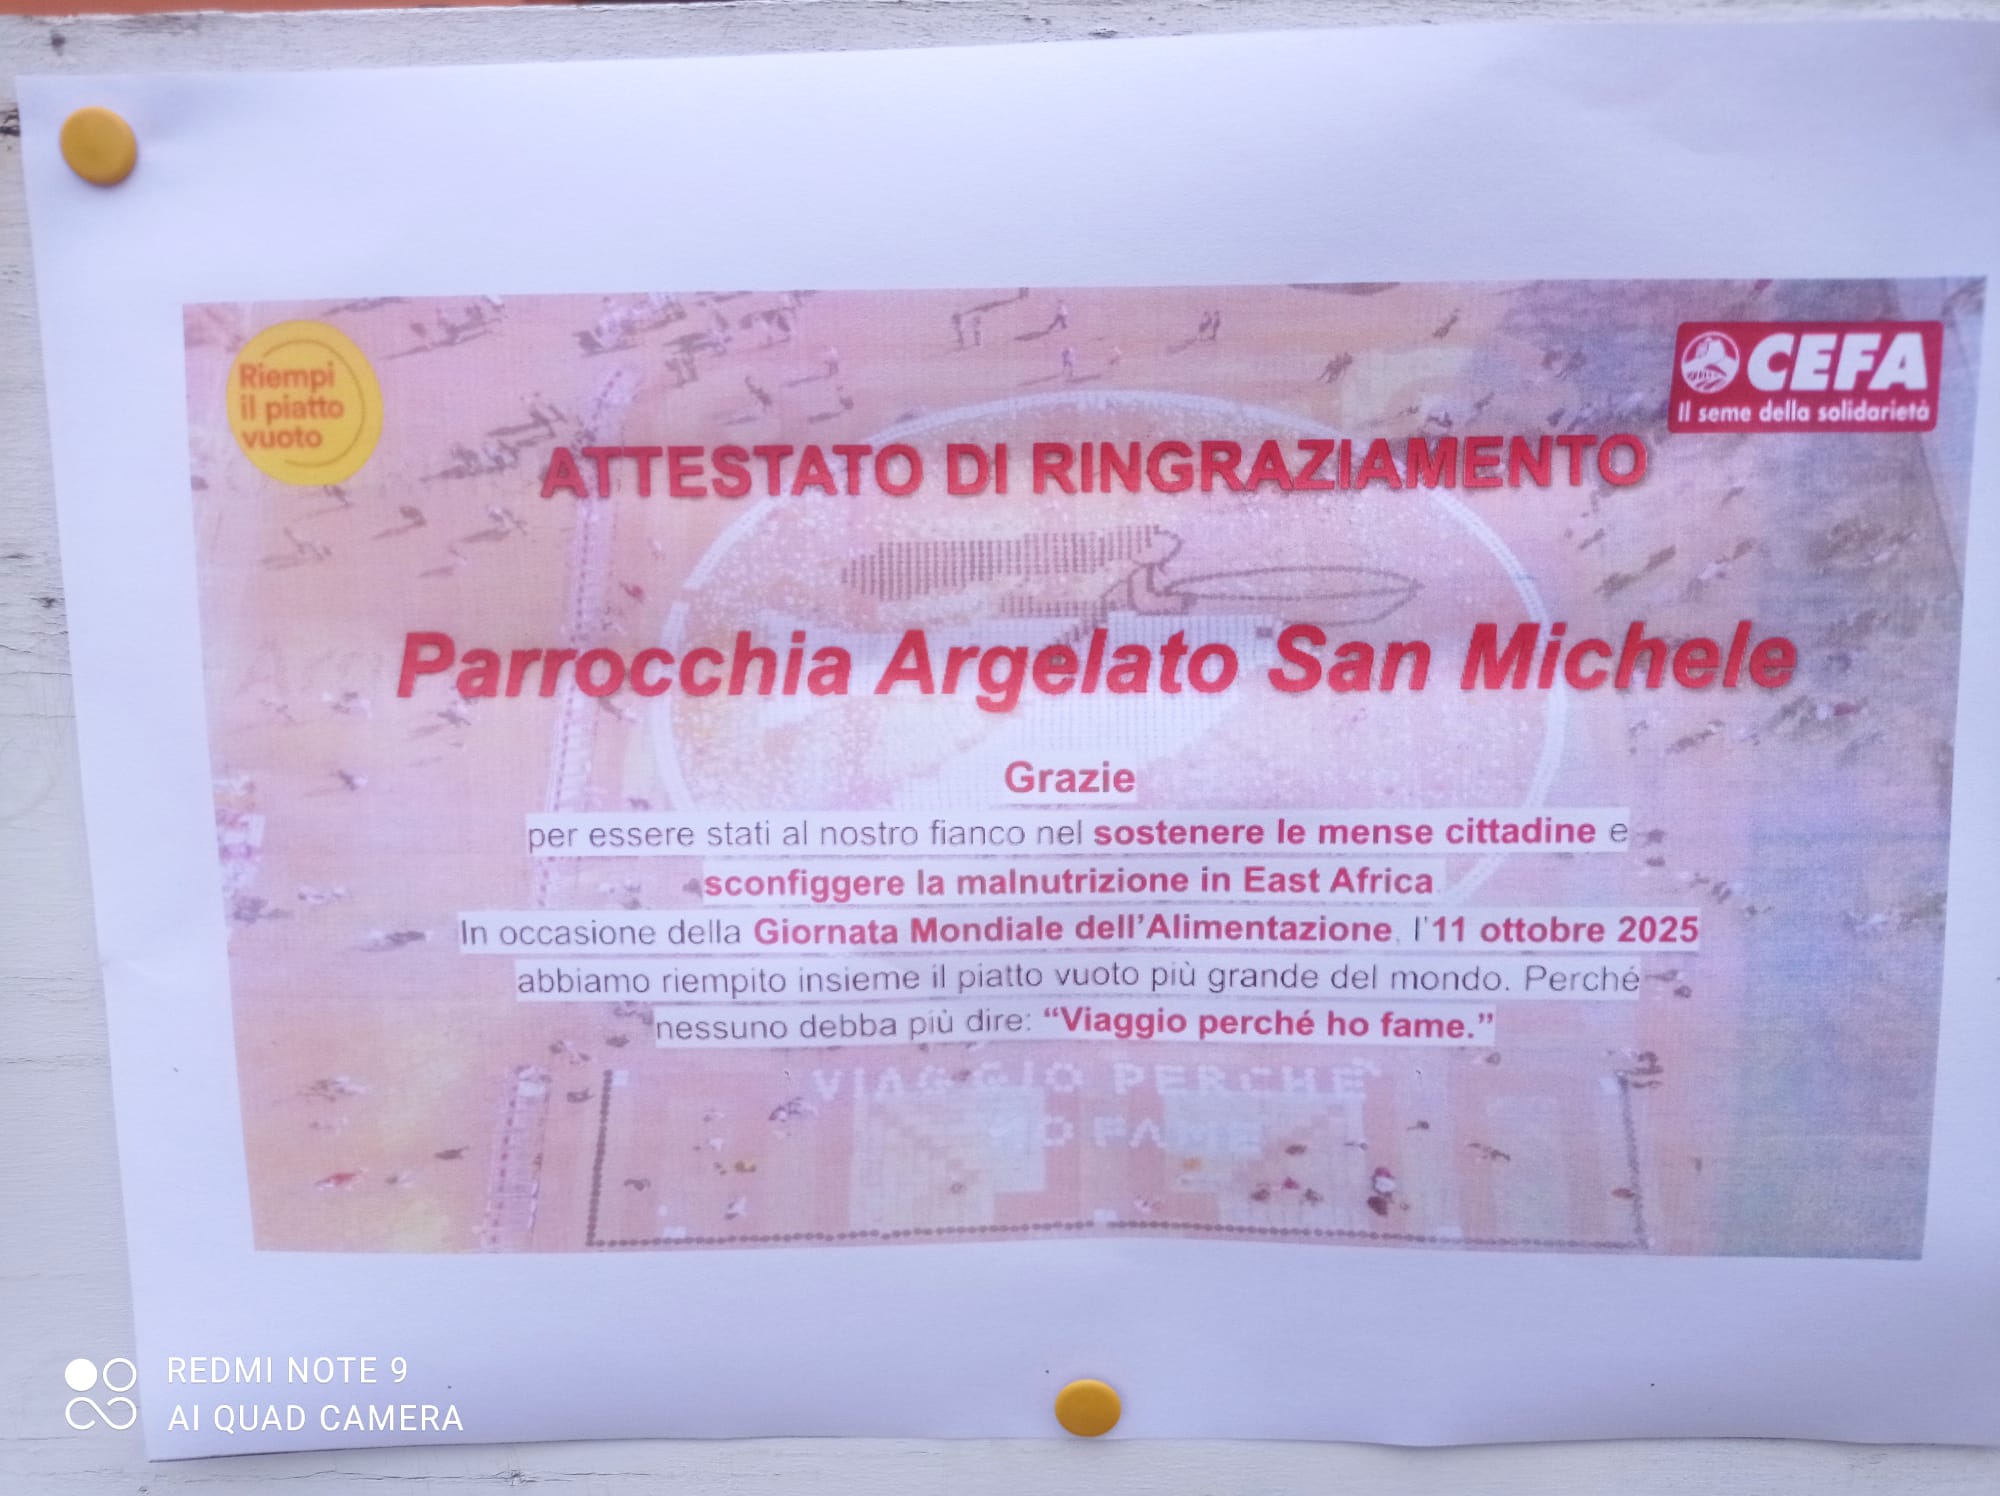 Riempi
il piatto
vuoto
CEFA
Il seme della solidarietà
ATTESTATO DI RINGRAZIAMENTO
Parrocchia Argelato San Michele
Grazie
per essere stati al nostro fianco nel sostenere le mense cittadine e
sconfiggere la malnutrizione in East Africa.
In occasione della Giornata Mondiale dell’Alimentazione, l’11 ottobre 2025
abbiamo riempito insieme il piatto vuoto più grande del mondo. Perché
nessuno debba più dire: “Viaggio perché ho fame.”
VIAGGIO PERCHÈ
HO FAME
REDMI NOTE 9
AI QUAD CAMERA